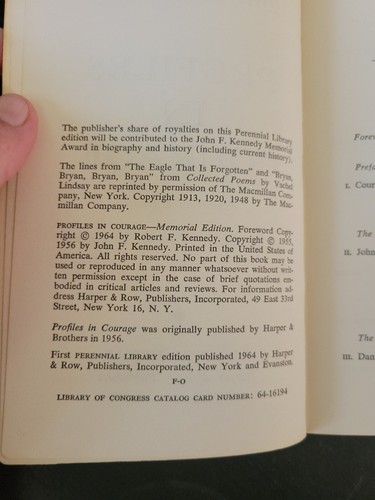 The publisher's share of royalties on this Perennial Library
edition will be contributed to the John F. Kennedy Memorial
Award in biography and history (including current history).
The lines from "The Eagle That Is Forgotten" and "Bryan,
Bryan, Bryan, Bryan" from Collected Poems by Vachel
Lindsay are reprinted by permission of The Macmillan Com-
pany, New York. Copyright 1913, 1920, 1948 by The Mac-
millan Company.
PROFILES IN COURAGE—Memorial Edition. Foreword Copy-
right © 1964 by Robert F. Kennedy. Copyright © 1955,
1956 by John F. Kennedy. Printed in the United States of
America. All rights reserved. No part of this book may be
used or reproduced in any manner whatsoever without writ-
ten permission except in the case of brief quotations em-
bodied in critical articles and reviews. For information ad-
dress Harper & Row, Publishers, Incorporated, 49 East 33rd
Street, New York 16, N. Y.
Profiles in Courage was originally published by Harper &
Brothers in 1956.
First PERENNIAL LIBRARY edition published 1964 by Harper
& Row, Publishers, Incorporated, New York and Evanston.
F-O
LIBRARY OF CONGRESS CATALOG CARD NUMBER: 64-16194
Forew
Prefa
I. Cour
The
II. John
The
III. Dan